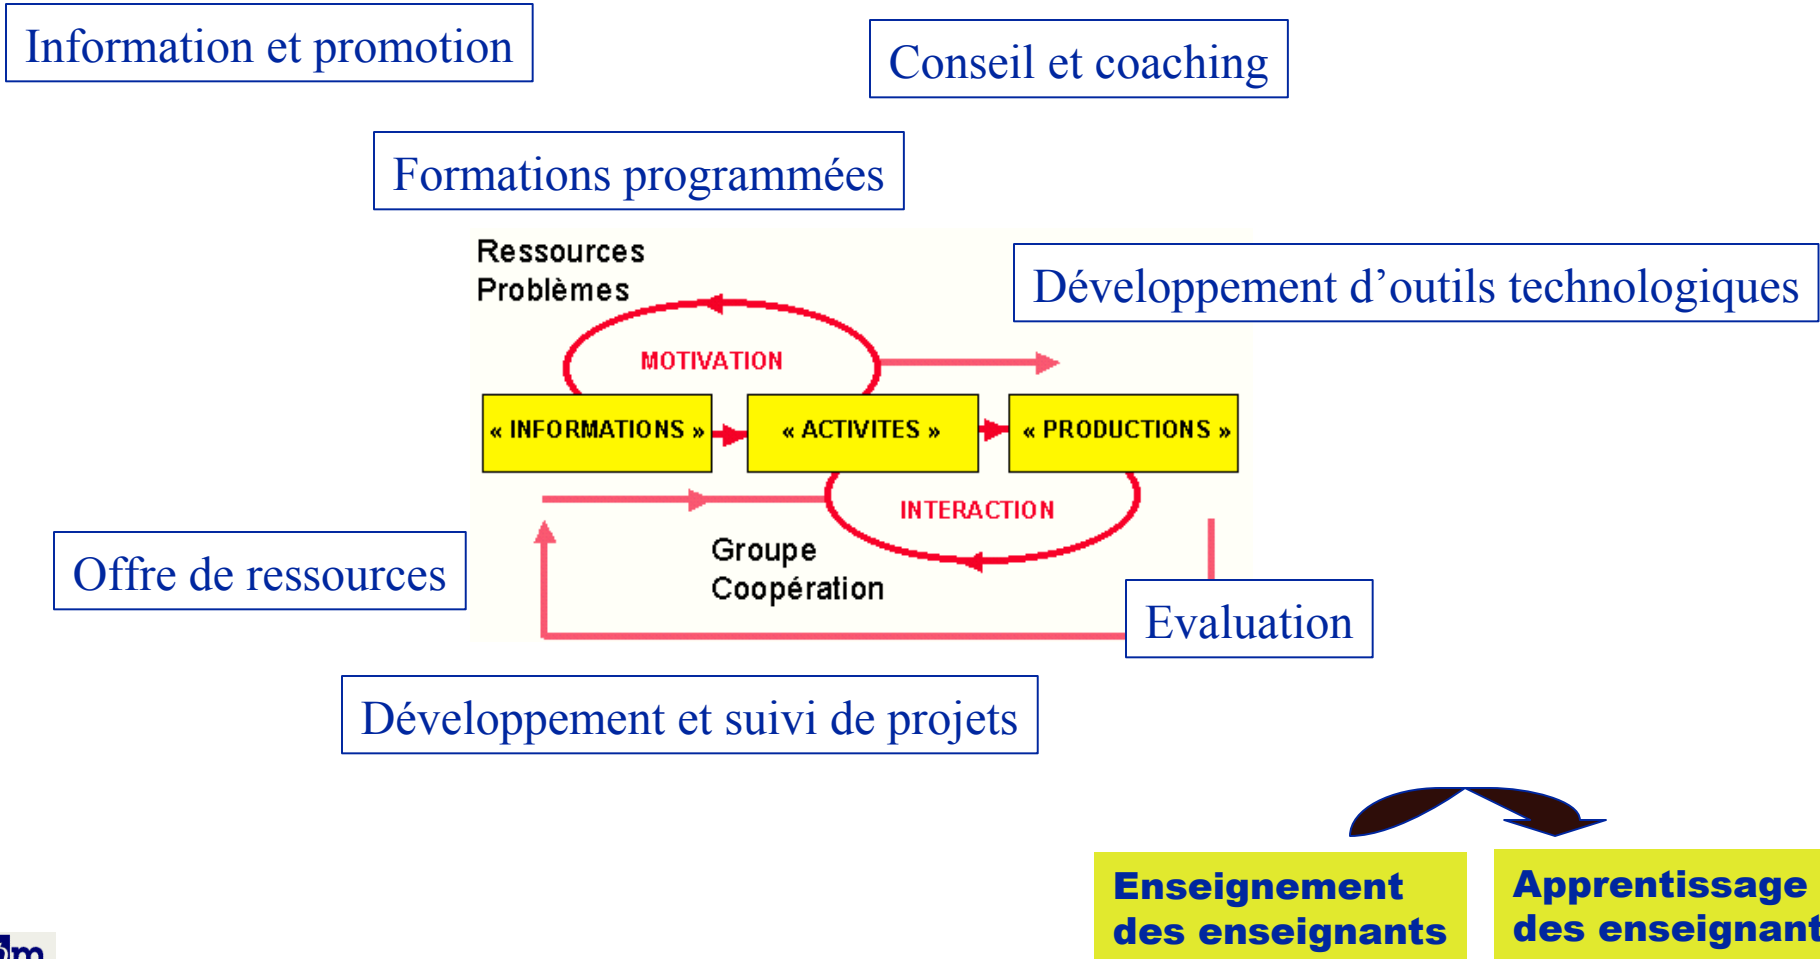 Information et promotion
Conseil et coaching
Formations programmées
Ressources
Problèmes
Développement d’outils technologiques
MOTIVATION
« INFORMATIONS »
« ACTIVITES »
« PRODUCTIONS »
INTERACTION
Groupe
Coopération
Offre de ressources
Evaluation
Développement et suivi de projets
Enseignement
des enseignants
Apprentissage
des enseignant